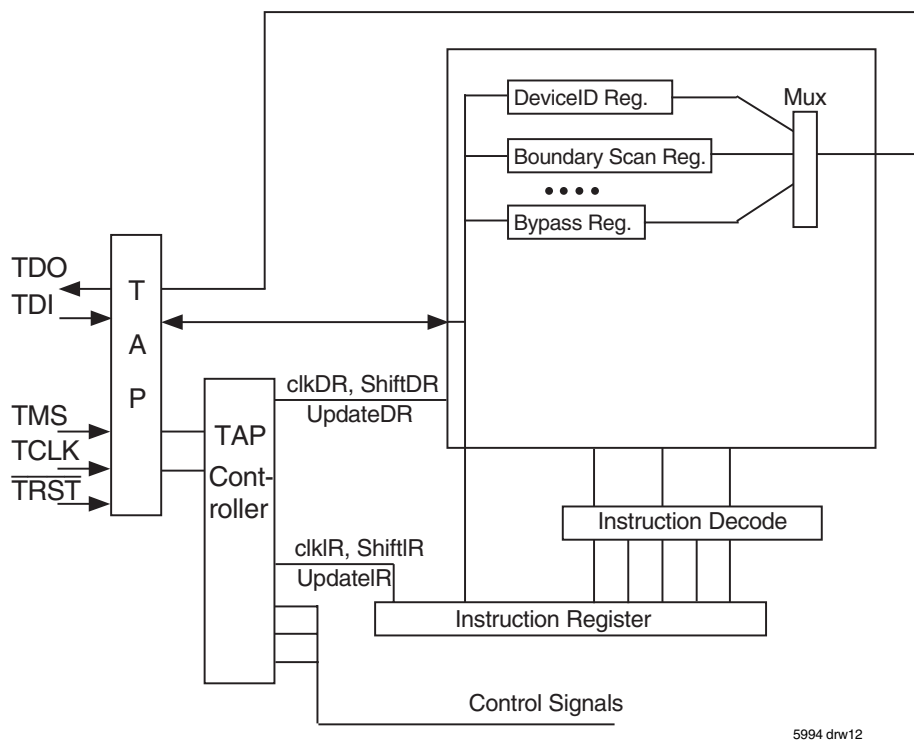 DeviceID Reg.
Mux
Boundary Scan Reg.
Bypass Reg.
TDO
TDI
T
A
P
TMS
TCLK
TRST
clkDR, ShiftDR
UpdateDR
TAP
Cont-
roller
Instruction Decode
clkIR, ShiftIR
UpdateIR
Instruction Register
Control Signals
5994 drw12